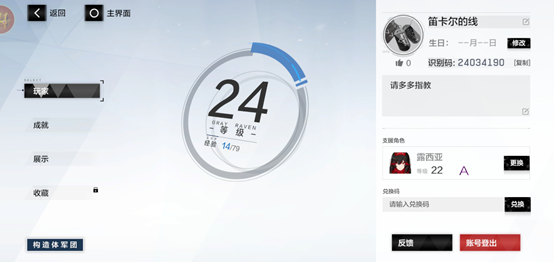 返回
主界面
SELECT
玩家
成就
展示
收藏
构造体军团
24
GRAY RAVEN
等级
经验 14/79
笛卡尔的线
生日: --月--日
修改
0
识别码: 24034190
[复制]
请多多指教
支援角色
露西亚
等级 22
A
更换
兑换码
请输入兑换码
兑换
反馈
账号登出